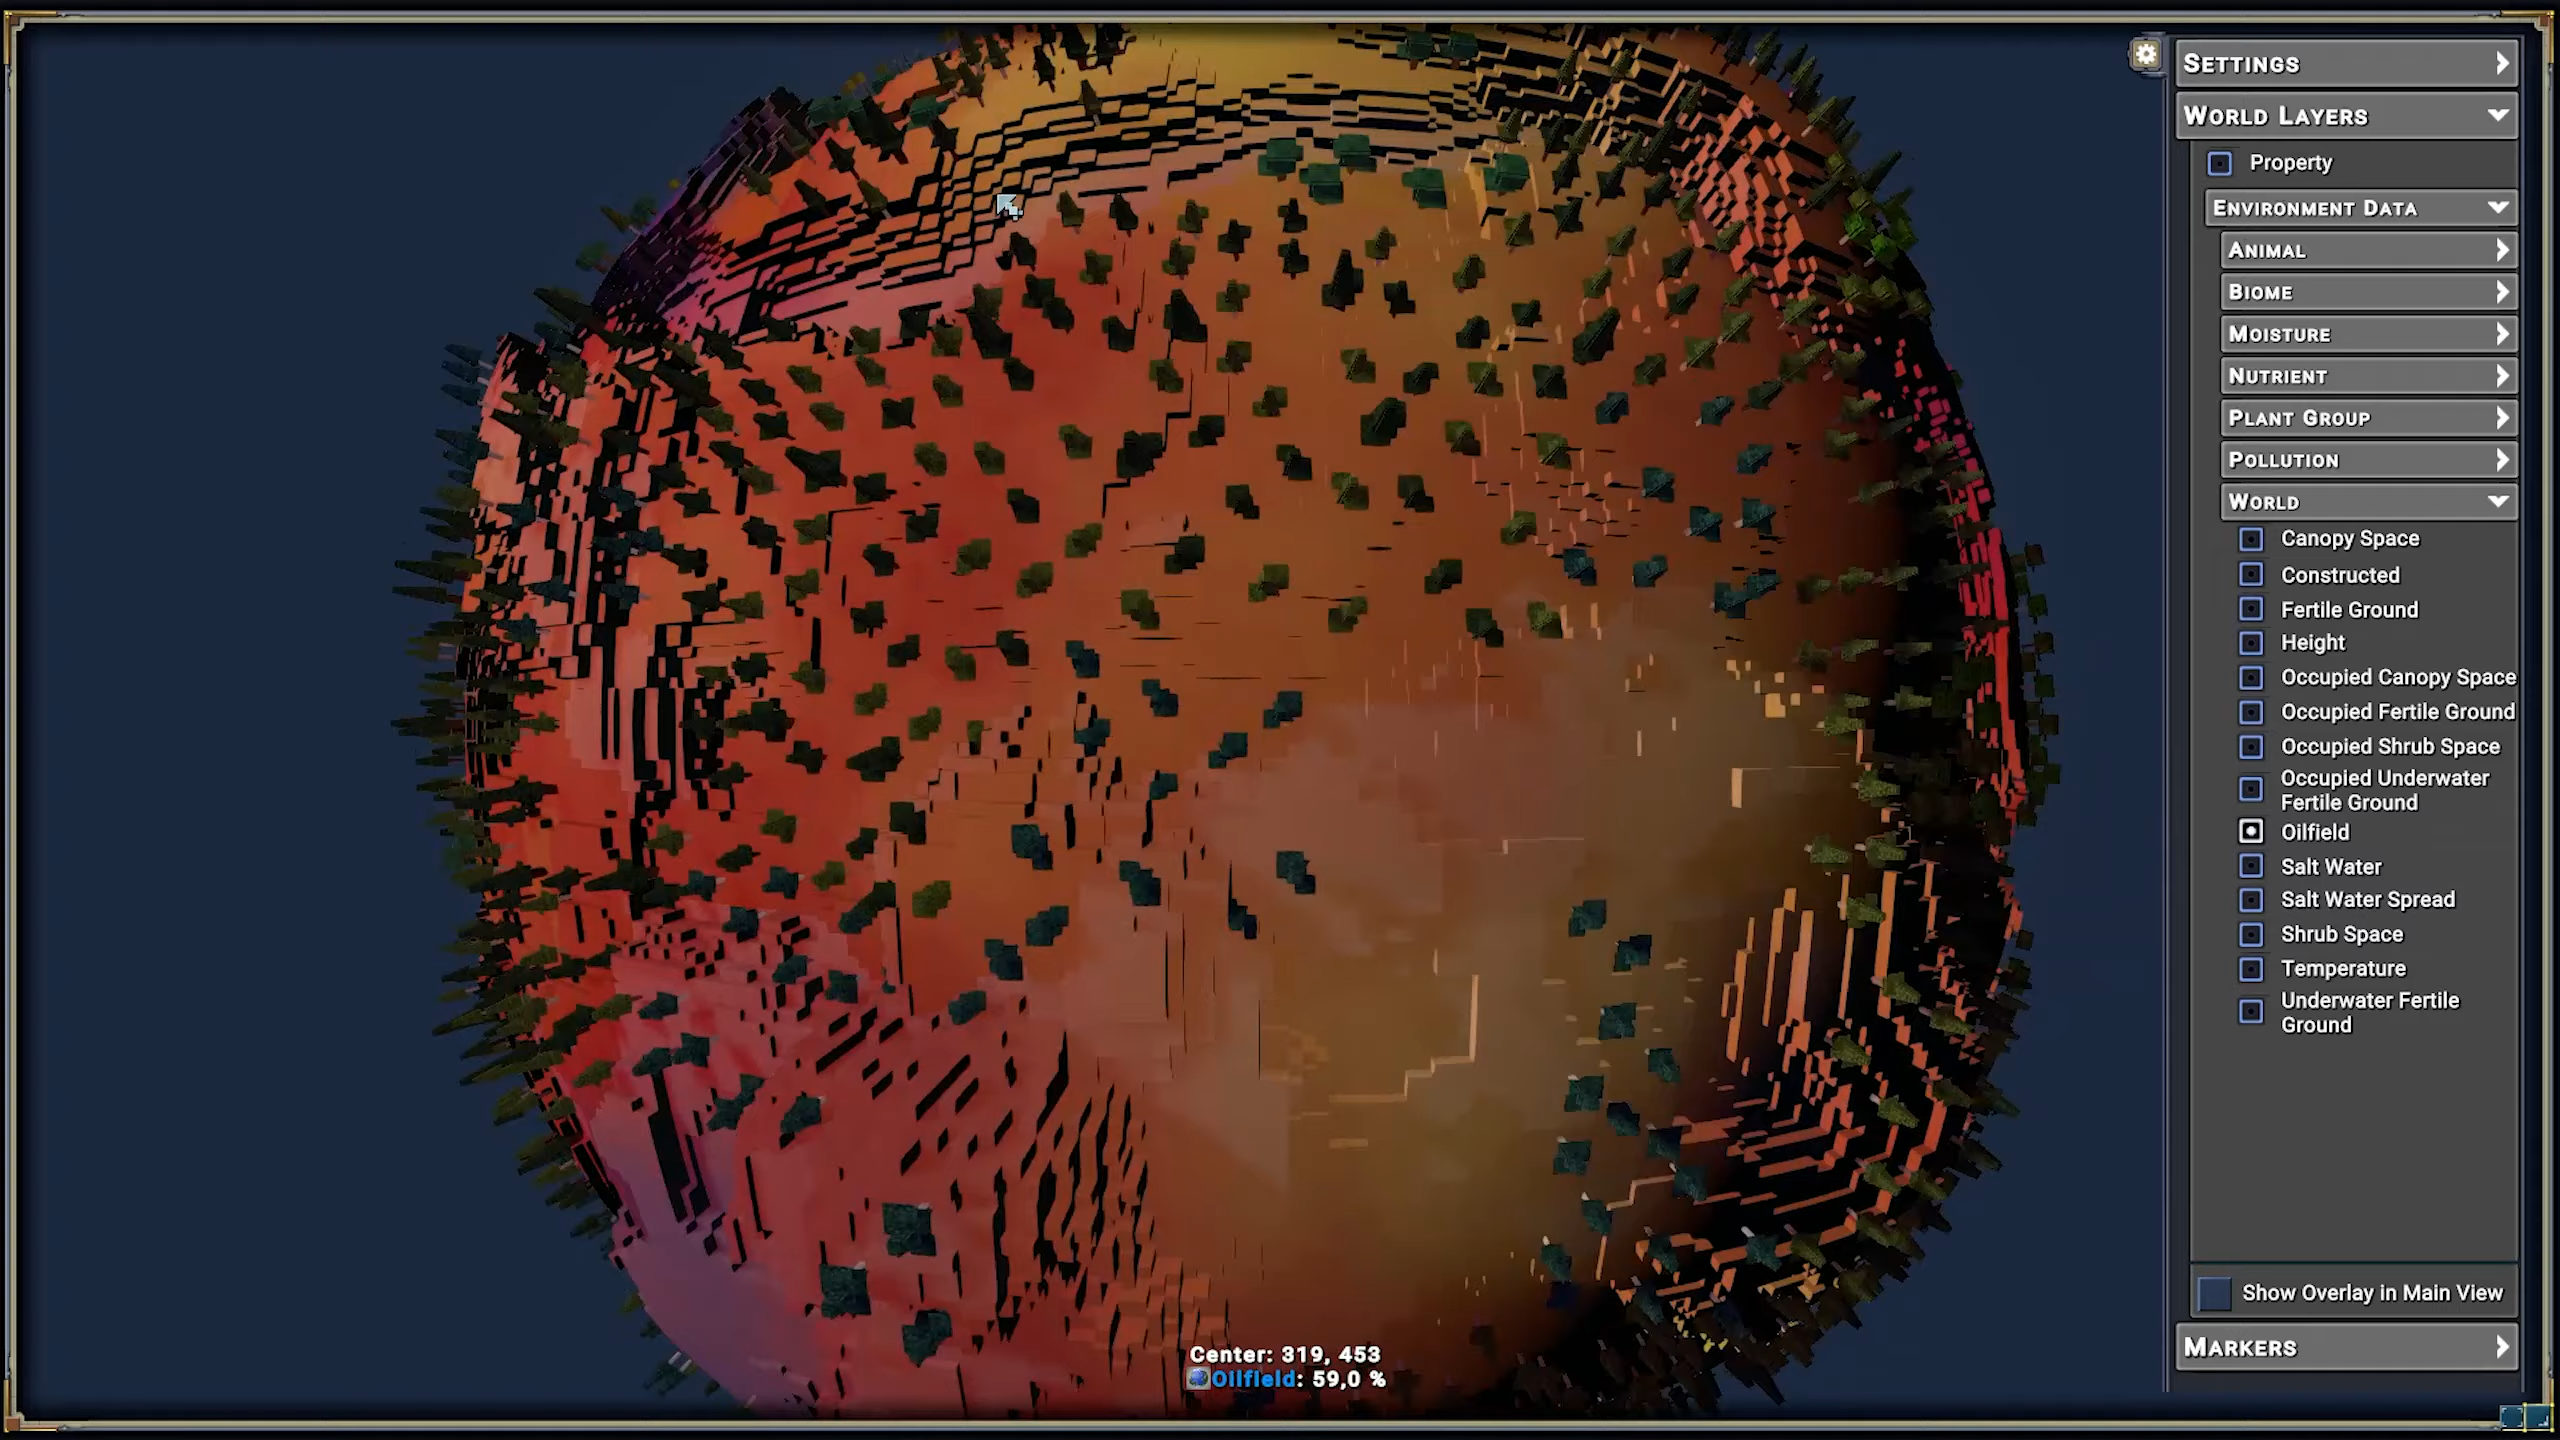 Settings
World Layers
Property
Environment Data
Animal
Biome
Moisture
Nutrient
Plant Group
Pollution
World
Canopy Space
Constructed
Fertile Ground
Height
Occupied Canopy Space
Occupied Fertile Ground
Occupied Shrub Space
Occupied Underwater
Fertile Ground
Oilfield
Salt Water
Salt Water Spread
Shrub Space
Temperature
Underwater Fertile
Ground
Show Overlay in Main View
Markers
Center: 319, 453
Oilfield: 59,0 %